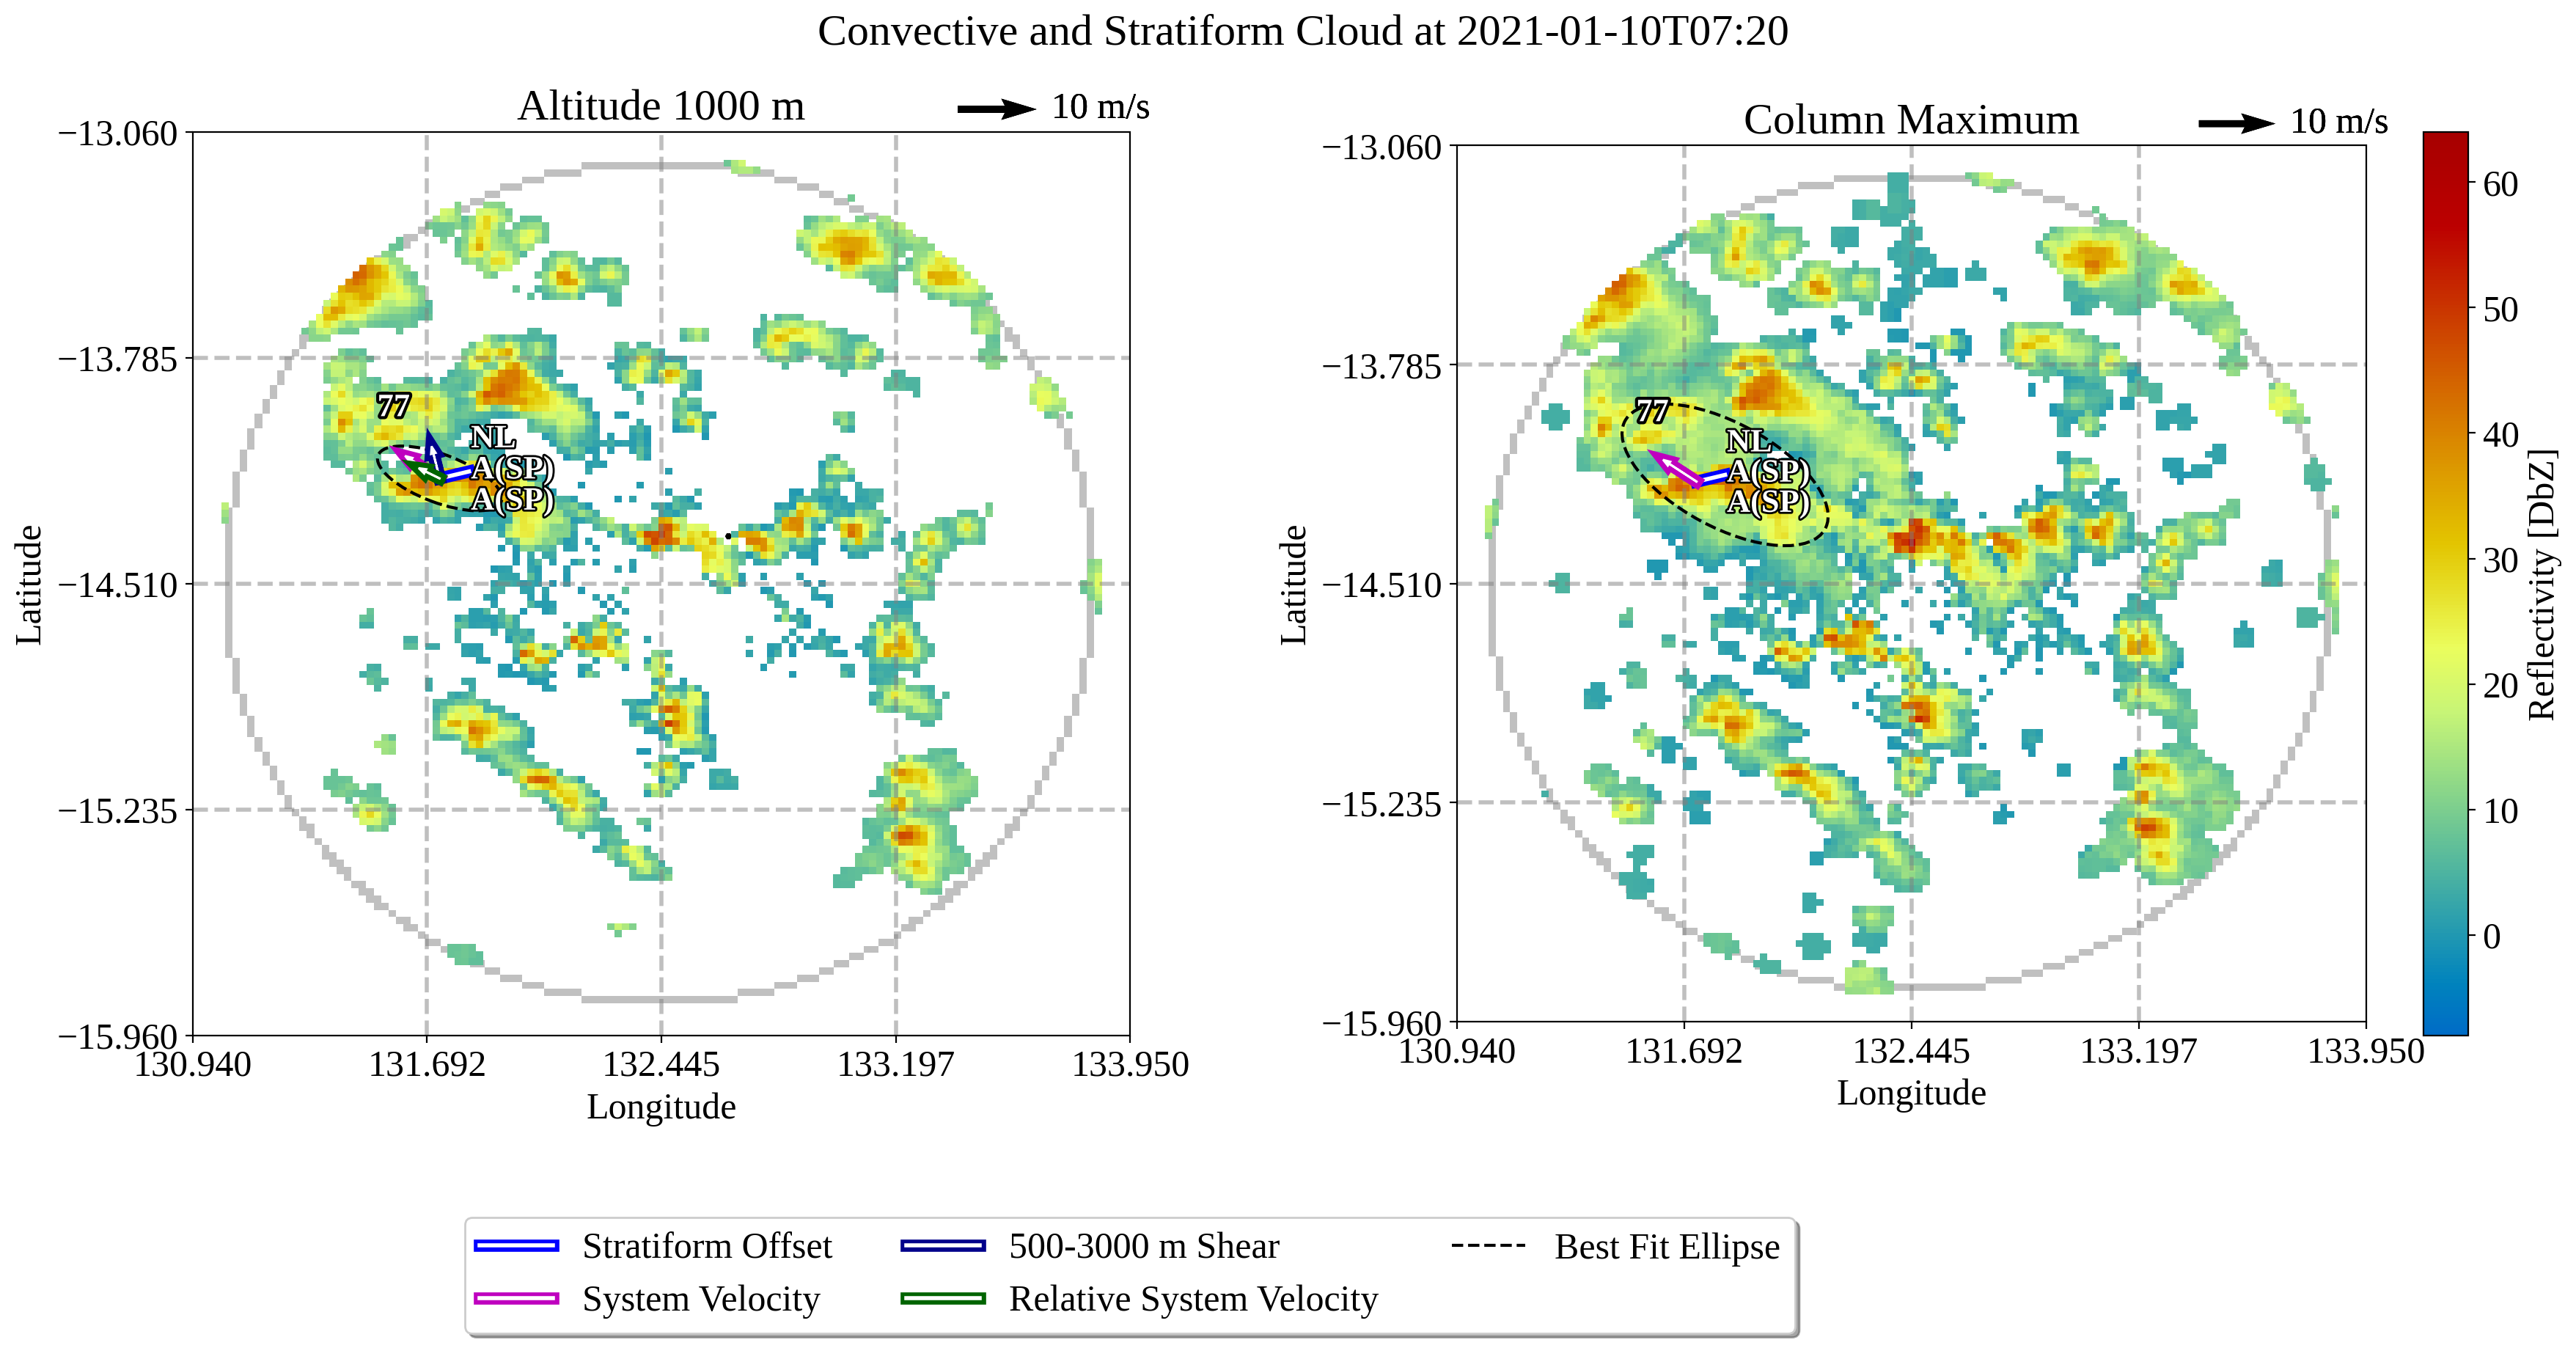 Convective and Stratiform Cloud at 2021-01-10T07:20
Altitude 1000 m
10 m/s
−13.060
−13.785
−14.510
−15.235
−15.960
130.940
131.692
132.445
133.197
133.950
Longitude
Latitude
77
NL
A(SP)
A(SP)
Column Maximum
10 m/s
−13.060
−13.785
−14.510
−15.235
−15.960
130.940
131.692
132.445
133.197
133.950
Longitude
Latitude
77
NL
A(SP)
A(SP)
60
50
40
30
20
10
0
Reflectivity [DbZ]
Stratiform Offset
System Velocity
500-3000 m Shear
Relative System Velocity
Best Fit Ellipse